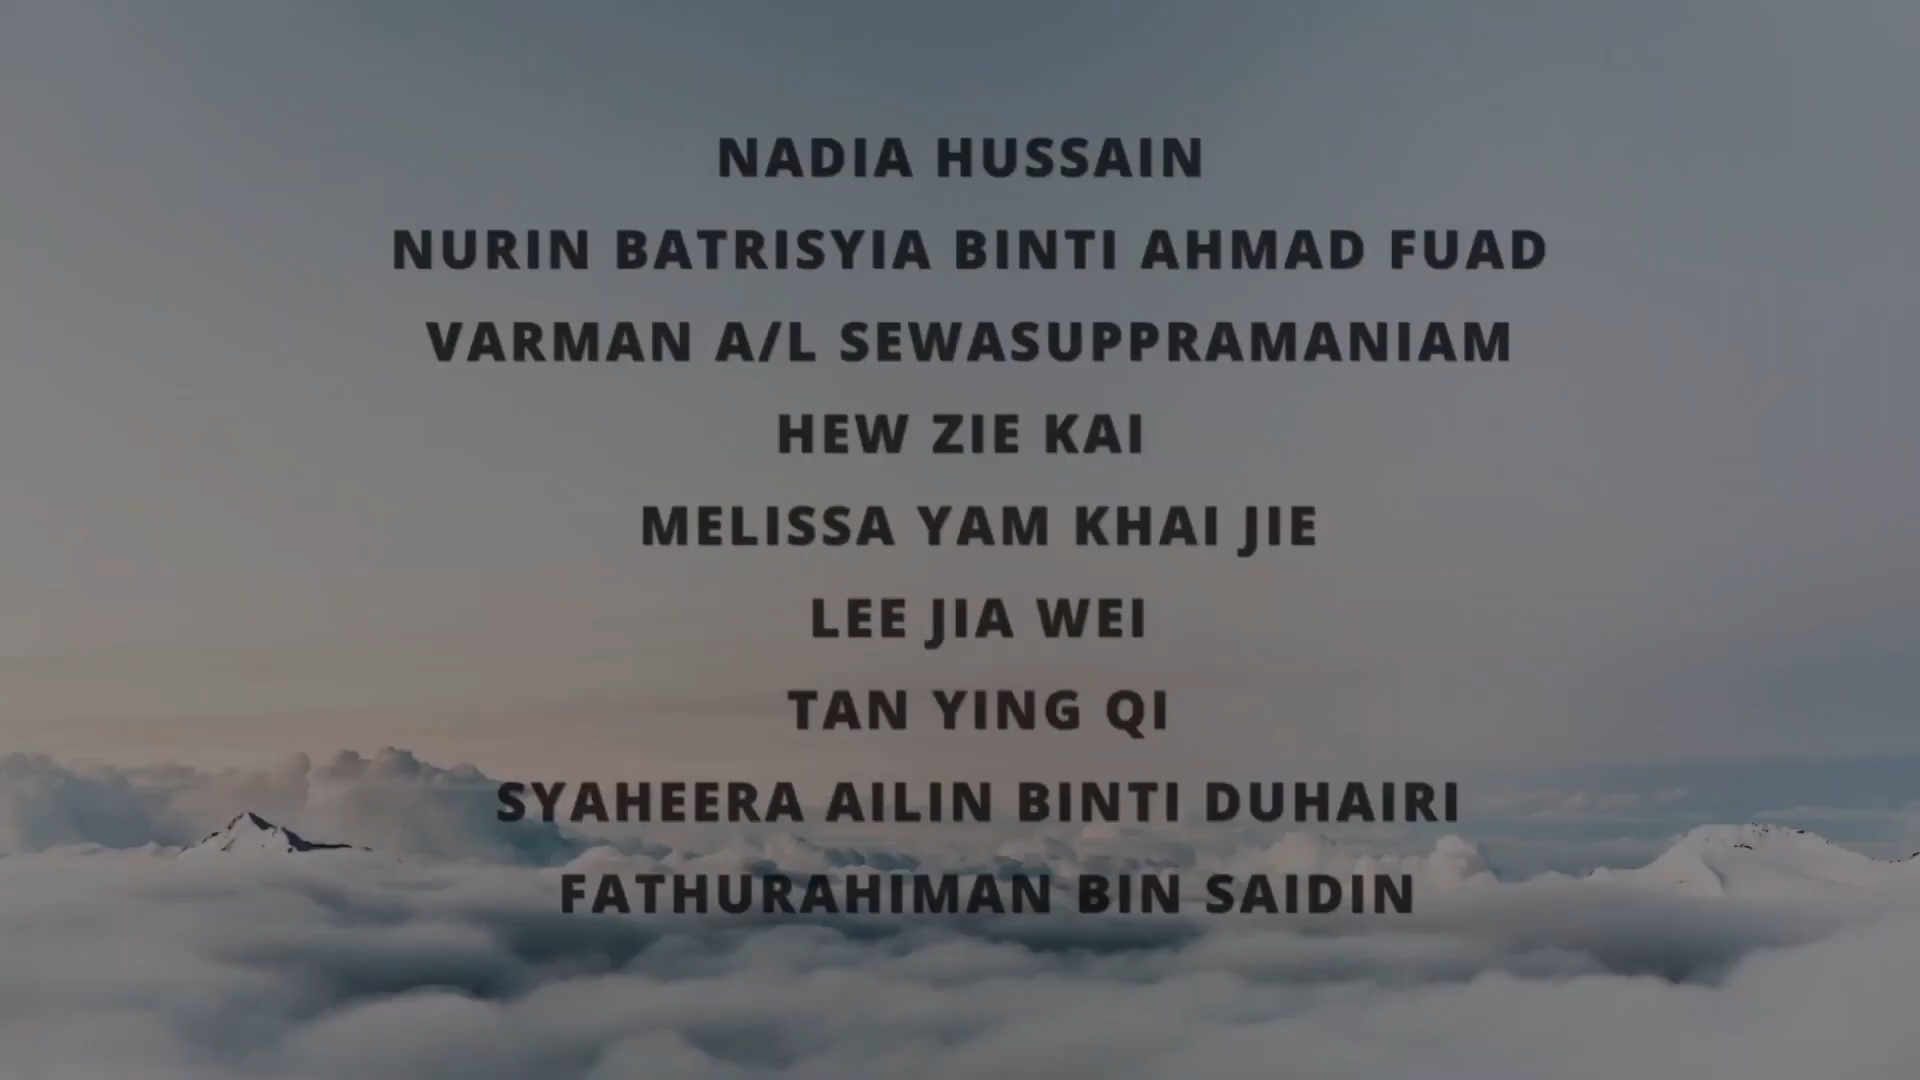 NADIA HUSSAIN
NURIN BATRISYIA BINTI AHMAD FUAD
VARMAN A/L SEWASUPPRAMANIAM
HEW ZIE KAI
MELISSA YAM KHAI JIE
LEE JIA WEI
TAN YING QI
SYAHEERA AILIN BINTI DUHAIRI
FATHURAHIMAN BIN SAIDIN